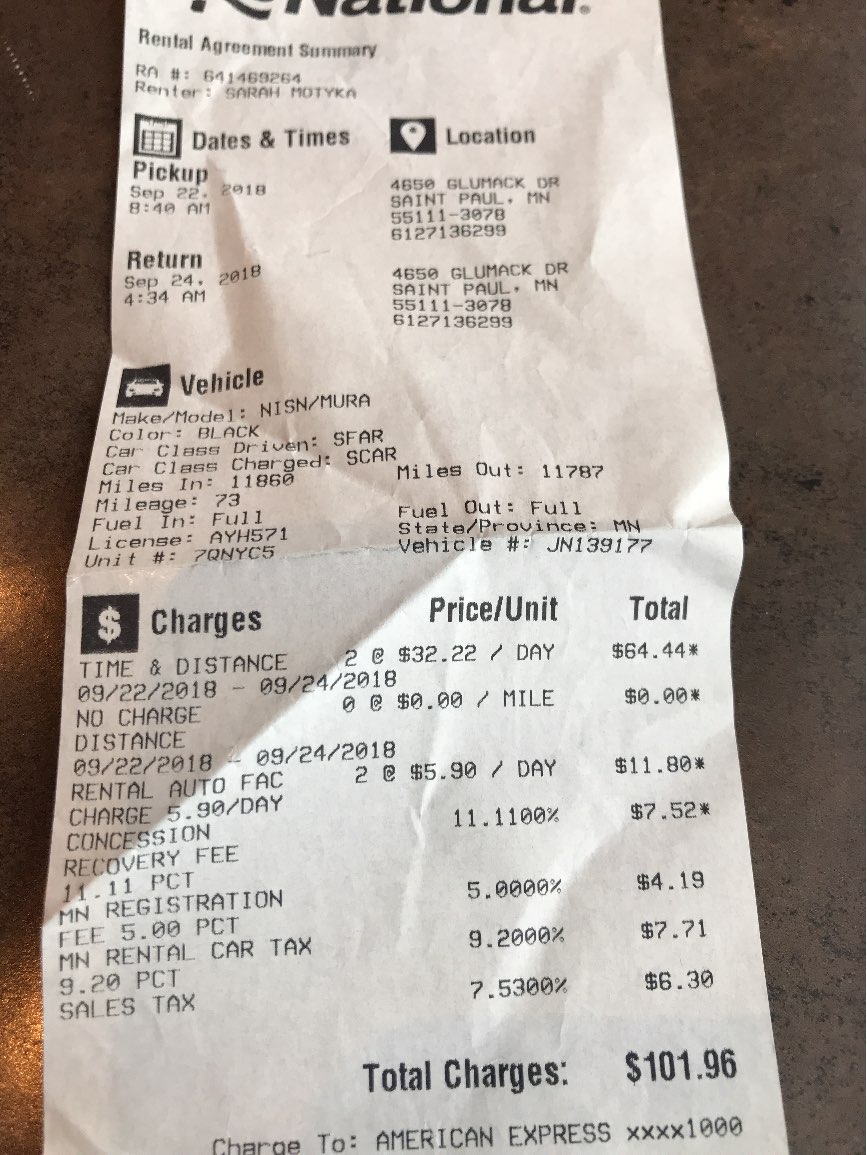 National.
Rental Agreement Summary
RA #: 641469264
Renter: SARAH MOTYKA
Dates & Times
Location
Pickup
Sep 22, 2018
8:40 AM
4650 GLUMACK DR
SAINT PAUL, MN
55111-3078
6127136299
Return
Sep 24, 2018
4:34 AM
4650 GLUMACK DR
SAINT PAUL, MN
55111-3078
6127136299
Vehicle
Make/Model: NISN/MURA
Color: BLACK
Car Class Driven: SFAR
Car Class Charged: SCAR
Miles In: 11860 Miles Out: 11787
Mileage: 73
Fuel In: Full Fuel Out: Full
License: AYH571 State/Province: MN
Unit #: 7QNYC5 Vehicle #: JN139177
$ Charges Price/Unit Total
TIME & DISTANCE 2 @ $32.22 / DAY $64.44*
09/22/2018 - 09/24/2018
NO CHARGE 0 @ $0.00 / MILE $0.00*
DISTANCE
09/22/2018 - 09/24/2018
RENTAL AUTO FAC 2 @ $5.90 / DAY $11.80*
CHARGE 5.90/DAY
CONCESSION 11.1100% $7.52*
RECOVERY FEE
11.11 PCT
MN REGISTRATION 5.0000% $4.19
FEE 5.00 PCT
MN RENTAL CAR TAX 9.2000% $7.71
9.20 PCT
SALES TAX 7.5300% $6.30
Total Charges: $101.96
Charge To: AMERICAN EXPRESS xxxx1000